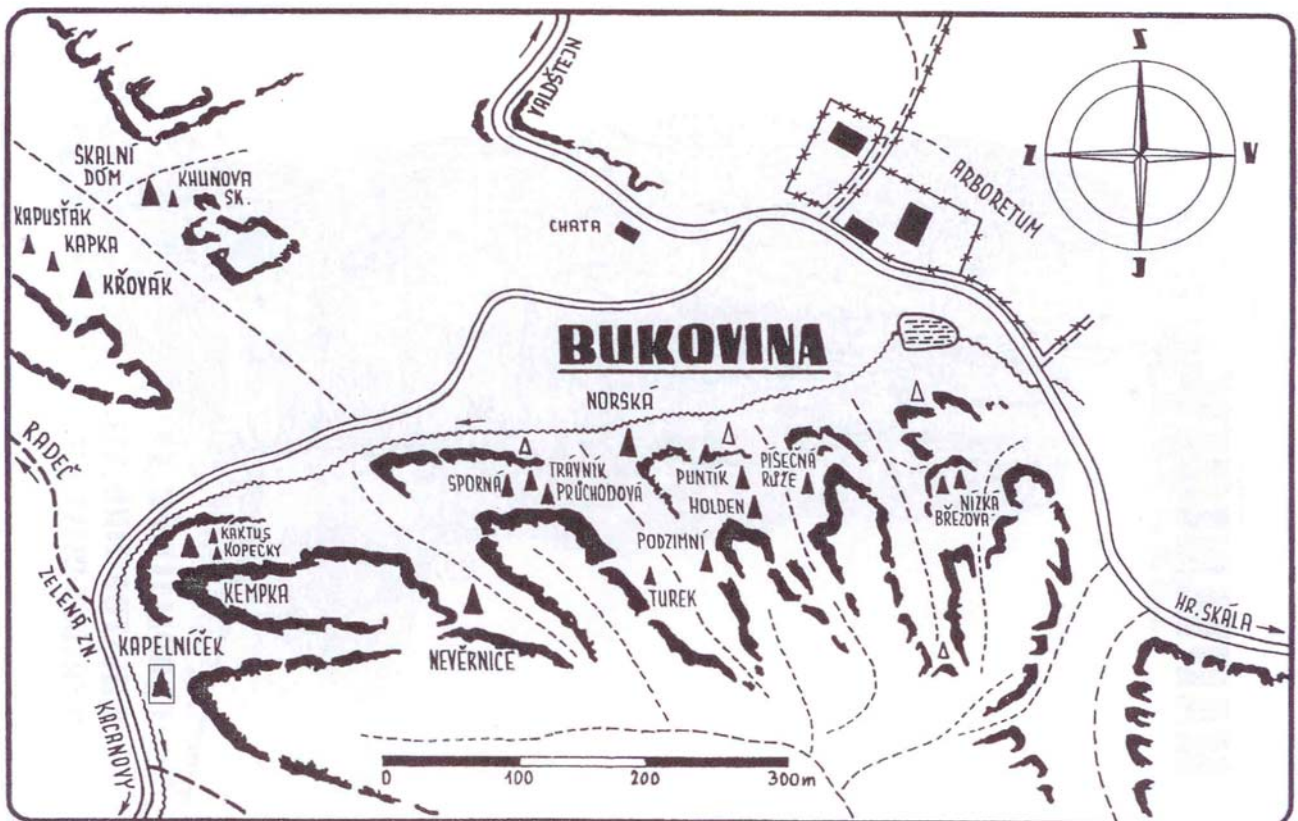 VALDŠTEJN
S
Z
V
J
ARBORETUM
SKALNÍ
DŮM
KHUNOVA
SK.
KAPUSŤÁK
KAPKA
KŘOVÁK
CHATA
BUKOVINA
NORSKÁ
RADEČ
ZELENÁ ZN.
SPORNÁ
TRÁVNÍK
PRŮCHODOVÁ
PUNTÍK
HOLDEN
PÍSEČNÁ
RŮŽE
NÍZKÁ
BŘEZOVÁ
PODZIMNÍ
TUREK
KAKTUS
KOPEČKY
KEMPKA
KAPELNÍČEK
NEVĚRNICE
HR. SKÁLA
KACANOVY
0 100 200 300m